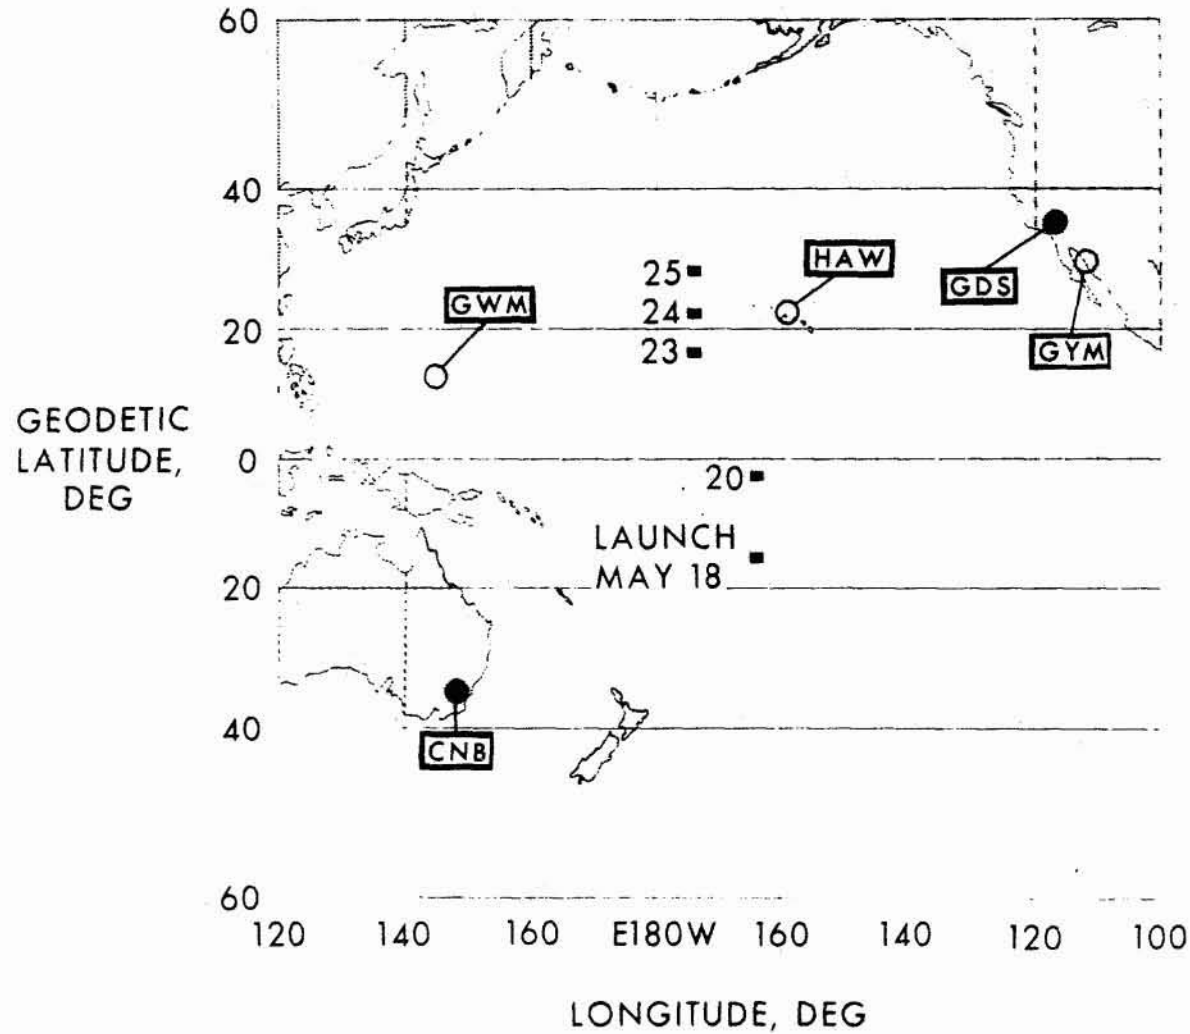 60
40
HAW
25
GDS
GWM
24
20
23
GYM
GEODETIC
LATITUDE,
DEG
0
20
LAUNCH
MAY 18
20
40
CNB
60
120 140 160 E180W 160 140 120 100
LONGITUDE, DEG